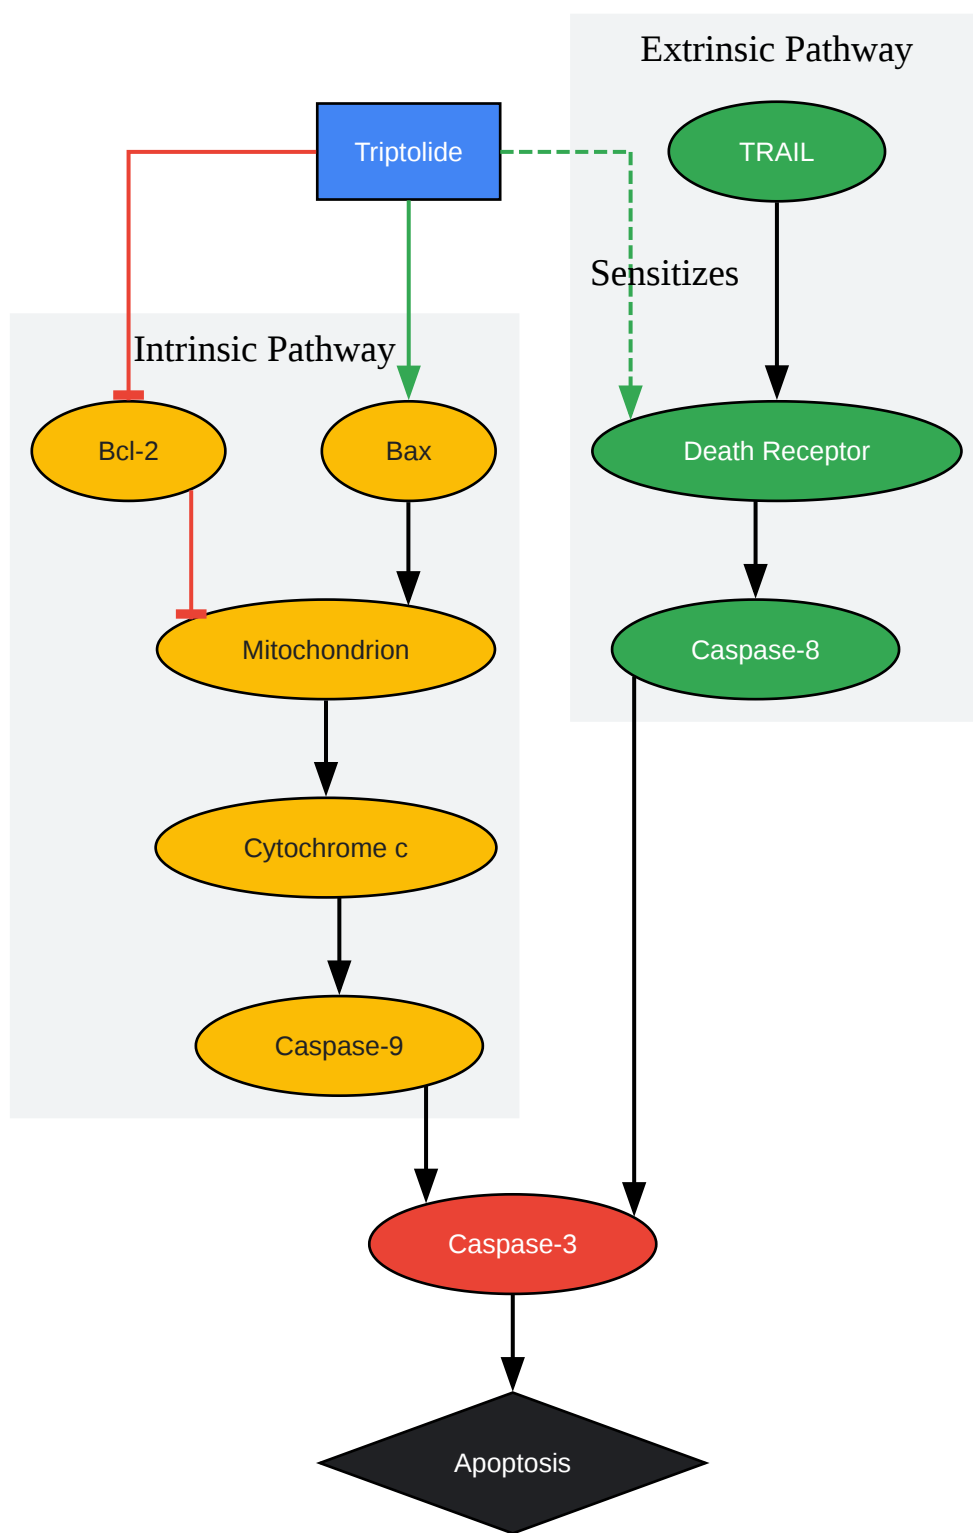 Extrinsic Pathway
Triptolide
TRAIL
Sensitizes
Intrinsic Pathway
Bcl-2
Bax
Death Receptor
Mitochondrion
Caspase-8
Cytochrome c
Caspase-9
Caspase-3
Apoptosis